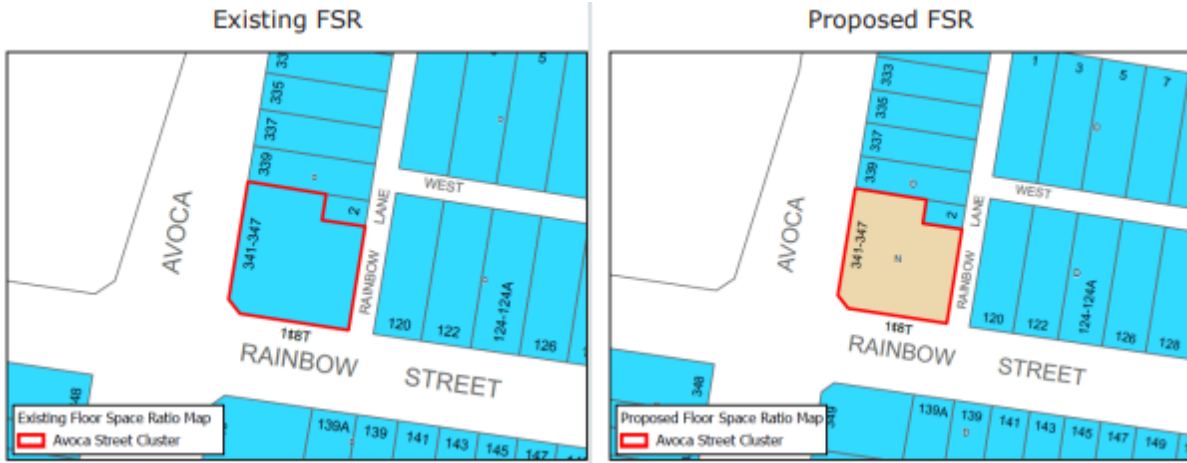 Existing FSR
33
335
337
339
5
AVOCA
341-347
2
WEST
LANE
RAINBOW
120
122
124-124A
126
RAINBOW
STREET
139A
139
141
143
145
147
Existing Floor Space Ratio Map
Avoca Street Cluster
Proposed FSR
333
335
337
339
1
3
5
7
D
D
AVOCA
341-347
N
2
WEST
LANE
RAINBOW
120
122
D
124-124A
126
128
RAINBOW
STREET
348
349
139A
139
D
141
143
145
147
149
Proposed Floor Space Ratio Map
Avoca Street Cluster